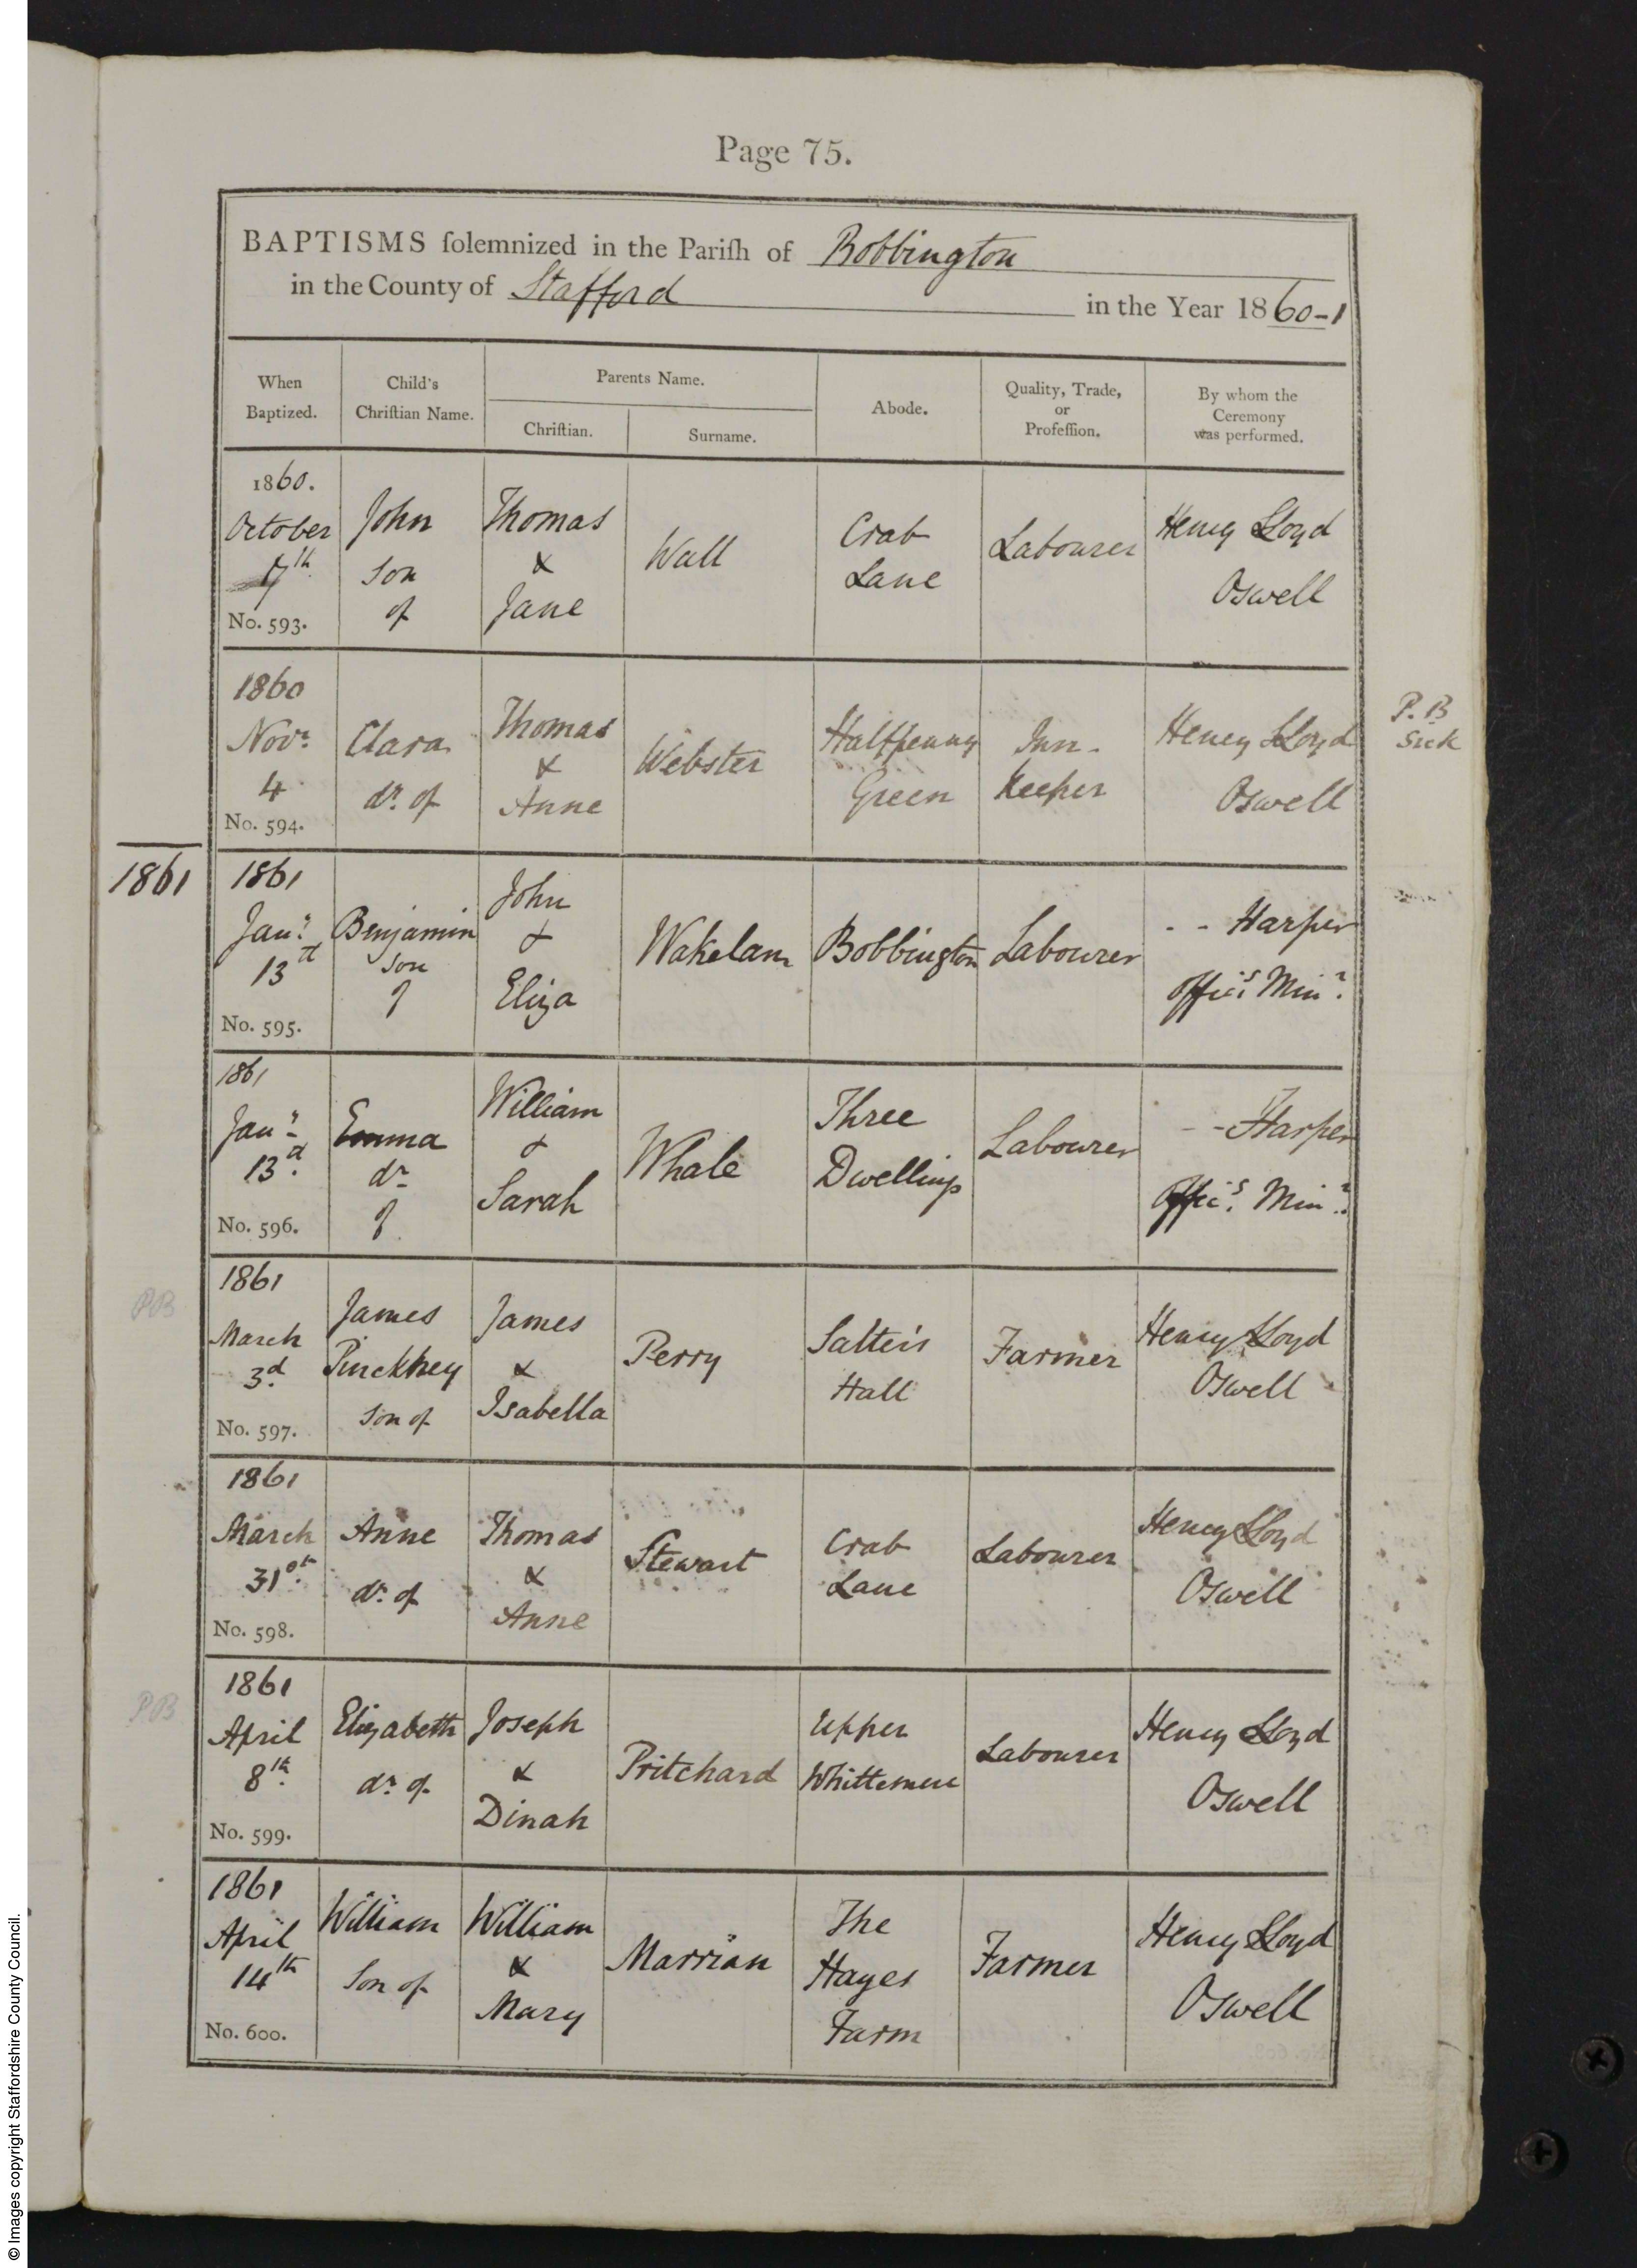 Page 75.
BAPTISMS ſolemnized in the Pariſh of Bobbington
in the County of Stafford in the Year 1860-1
When Baptized.
Child's Chriſtian Name.
Parents Name.
Chriſtian.
Surname.
Abode.
Quality, Trade, or Profeſſion.
By whom the Ceremony was performed.
1860.
October
7th
No. 593.
John
Son
of
Thomas
&
Jane
Wall
Crab
Lane
Labourer
Henry Lloyd
Oswell
1860
Novr
4
No. 594.
Clara
dr. of
Thomas
&
Anne
Webster
Halfpenny
Green
Inn-
Keeper
Henry Lloyd
Oswell
P. B
Sick
1861
1861
Jany
13d
No. 595.
Benjamin
son
of
John
&
Eliza
Wakelam
Bobbington
Labourer
- - Harper
Offics Minr.
1861
Jany
13d.
No. 596.
Emma
dr
of
William
&
Sarah
Whale
Three
Dwellings
Labourer
- - Harper
Offics Minr.
PB
1861
March
3d
No. 597.
James
Pinckney
Son of
James
&
Isabella
Perry
Salter's
Hall
Farmer
Henry Lloyd
Oswell
1861
March
31st
No. 598.
Anne
dr. of
Thomas
&
Anne
Stewart
Crab
Lane
Labourer
Henry Lloyd
Oswell
PB
1861
April
8th.
No. 599.
Elizabeth
dr. of
Joseph
&
Dinah
Pritchard
Upper
Whittemere
Labourer
Henry Lloyd
Oswell
1861
April
14th
No. 600.
William
Son of
William
&
Mary
Marrian
The
Hayes
Farm
Farmer
Henry Lloyd
Oswell
© Images copyright Staffordshire County Council.